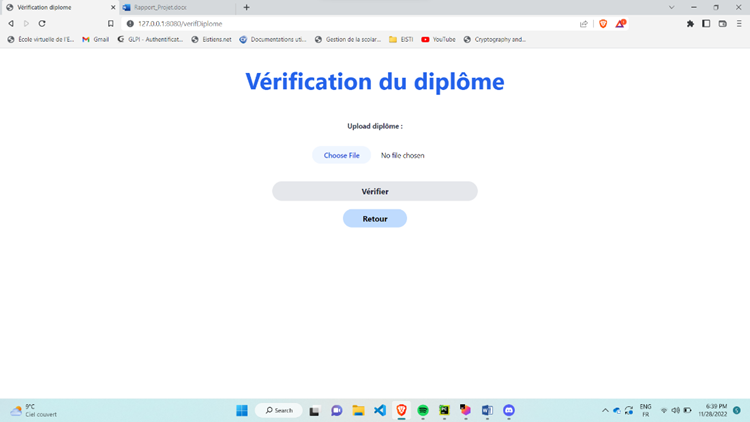 Vérification diplome
Rapport_Projet.docx
127.0.0.1:8080/verifDiplome
École virtuelle de l'E...
Gmail
GLPI - Authentificat...
Eistiens.net
Documentations uti...
Gestion de la scolar...
EISTI
YouTube
Cryptography and...
Vérification du diplôme
Upload diplôme :
Choose File No file chosen
Vérifier
Retour
9°C
Ciel couvert
Search
ENG
FR
6:39 PM
11/28/2022